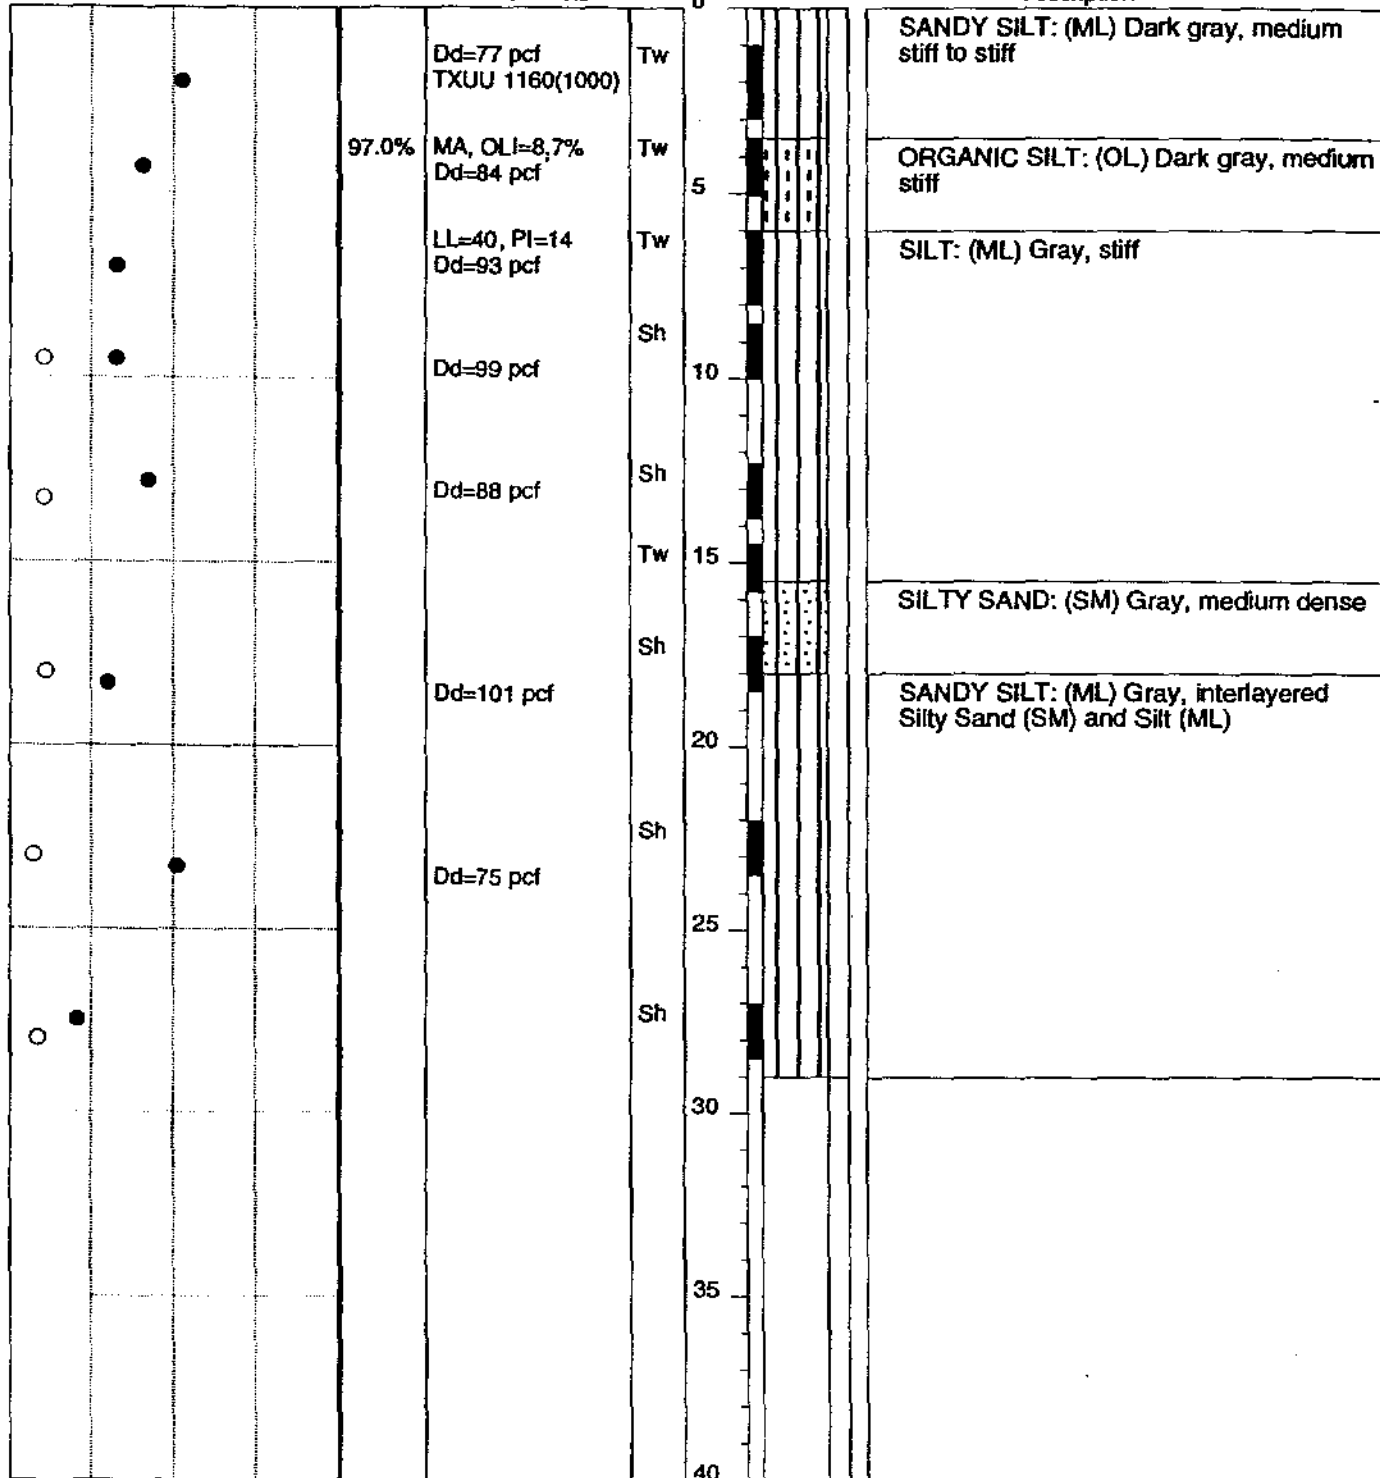 0
SANDY SILT: (ML) Dark gray, medium
stiff to stiff
Dd=77 pcf
Tw
TXUU 1160(1000)
97.0%
MA, OLI=8,7%
Tw
ORGANIC SILT: (OL) Dark gray, medium
stiff
Dd=84 pcf
5
LL=40, PI=14
Tw
SILT: (ML) Gray, stiff
Dd=93 pcf
Sh
Dd=99 pcf
10
Sh
Dd=88 pcf
Tw
15
SILTY SAND: (SM) Gray, medium dense
Sh
Dd=101 pcf
SANDY SILT: (ML) Gray, interlayered
Silty Sand (SM) and Silt (ML)
20
Sh
Dd=75 pcf
25
Sh
30
35
40